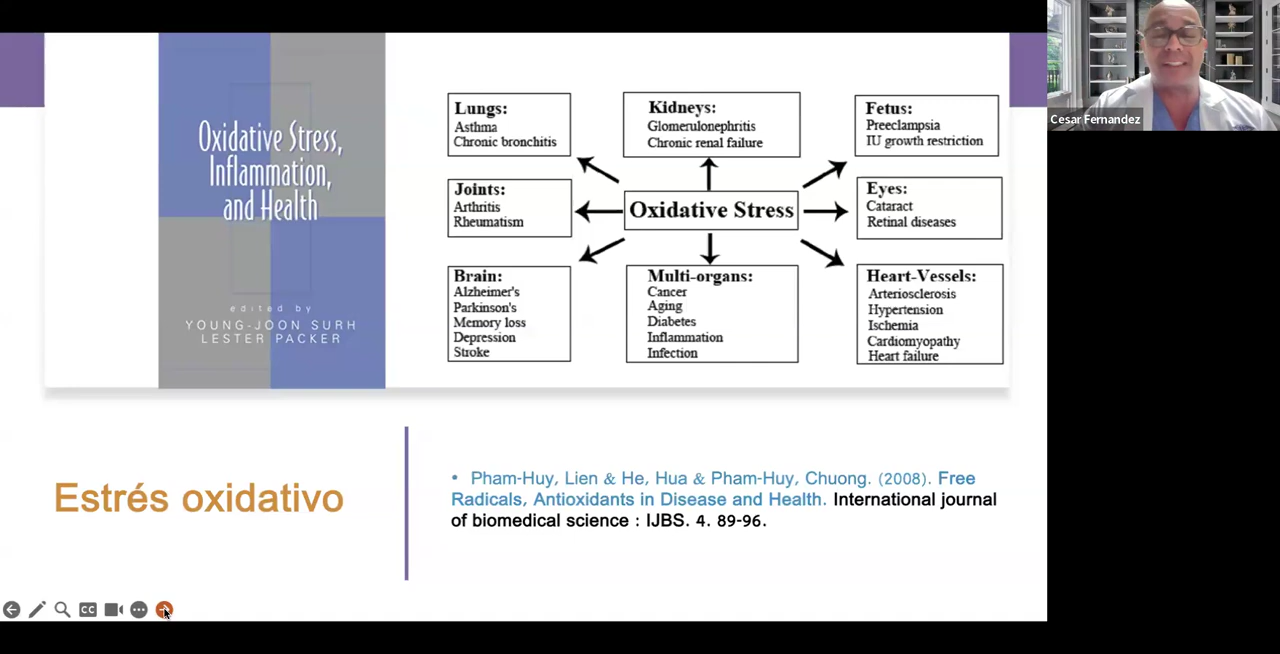 Oxidative Stress,
Inflammation,
and Health
edited by
YOUNG-JOON SURH
LESTER PACKER
Lungs:
Asthma
Chronic bronchitis
Kidneys:
Glomerulonephritis
Chronic renal failure
Fetus:
Preeclampsia
IU growth restriction
Joints:
Arthritis
Rheumatism
Oxidative Stress
Eyes:
Cataract
Retinal diseases
Brain:
Alzheimer's
Parkinson's
Memory loss
Depression
Stroke
Multi-organs:
Cancer
Aging
Diabetes
Inflammation
Infection
Heart-Vessels:
Arteriosclerosis
Hypertension
Ischemia
Cardiomyopathy
Heart failure
Cesar Fernandez
Estrés oxidativo
• Pham-Huy, Lien & He, Hua & Pham-Huy, Chuong. (2008). Free
Radicals, Antioxidants in Disease and Health. International journal
of biomedical science : IJBS. 4. 89-96.
CC